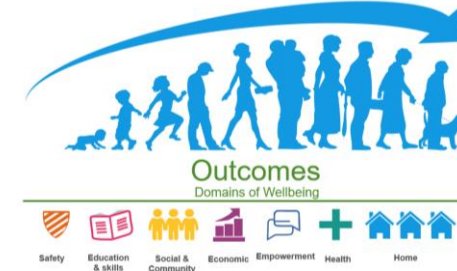 Outcomes
Domains of Wellbeing
Safety
Education
& skills
Social &
Community
Economic
Empowerment
Health
Home